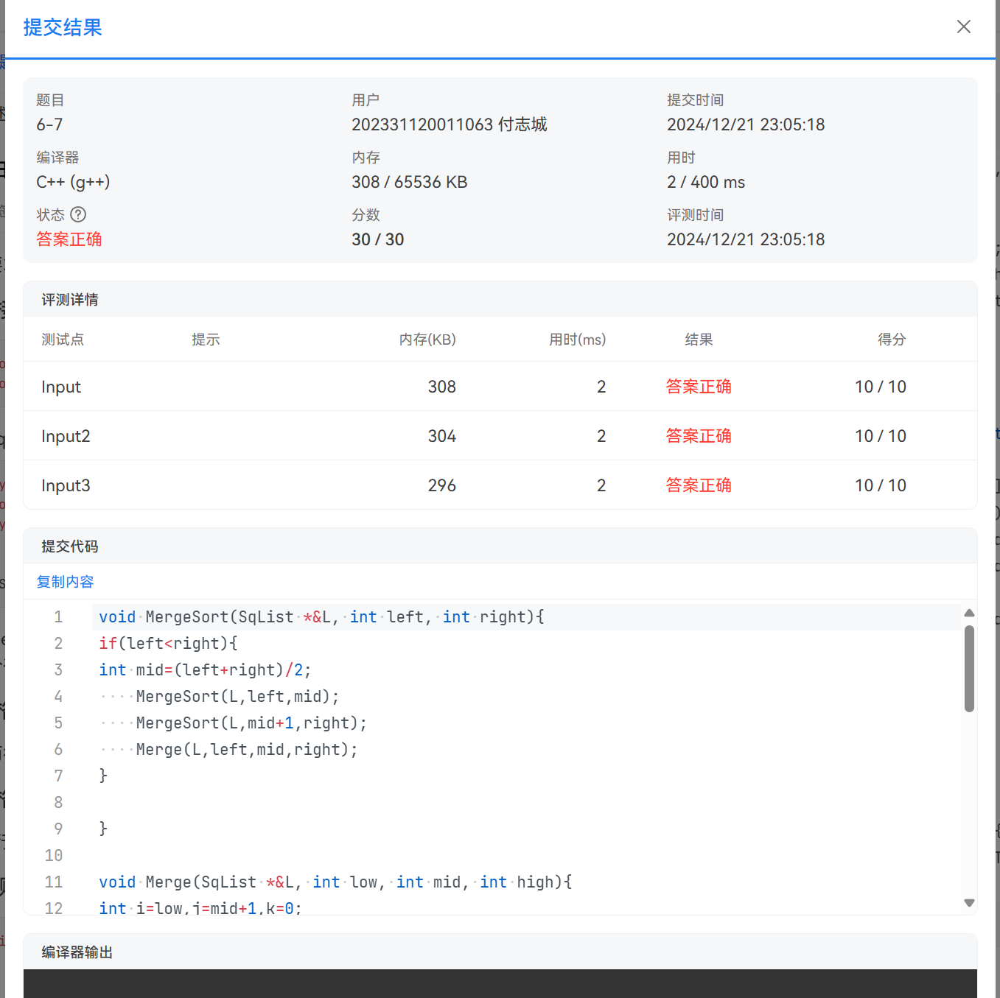 提交结果
题目 用户 提交时间
6-7 202331120011063 付志城 2024/12/21 23:05:18
编译器 内存 用时
C++ (g++) 308 / 65536 KB 2 / 400 ms
状态 分数 评测时间
答案正确 30 / 30 2024/12/21 23:05:18
评测详情
测试点 提示 内存(KB) 用时(ms) 结果 得分
Input 308 2 答案正确 10 / 10
Input2 304 2 答案正确 10 / 10
Input3 296 2 答案正确 10 / 10
提交代码
复制内容
1 void MergeSort(SqList *&L, int left, int right){
2 if(left<right){
3 int mid=(left+right)/2;
4     MergeSort(L,left,mid);
5     MergeSort(L,mid+1,right);
6     Merge(L,left,mid,right);
7 }
8
9 }
10
11 void Merge(SqList *&L, int low, int mid, int high){
12 int i=low,j=mid+1,k=0;
编译器输出